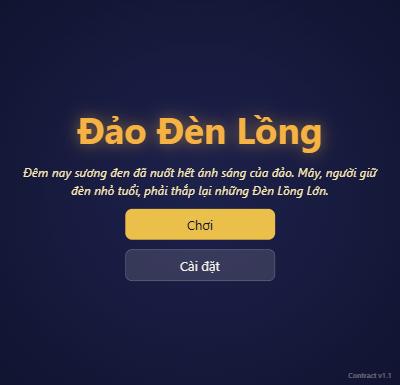 Đảo Đèn Lồng
Đêm nay sương đen đã nuốt hết ánh sáng của đảo. Mây, người giữ
đèn nhỏ tuổi, phải thắp lại những Đèn Lồng Lớn.
Chơi
Cài đặt
Contract v1.1